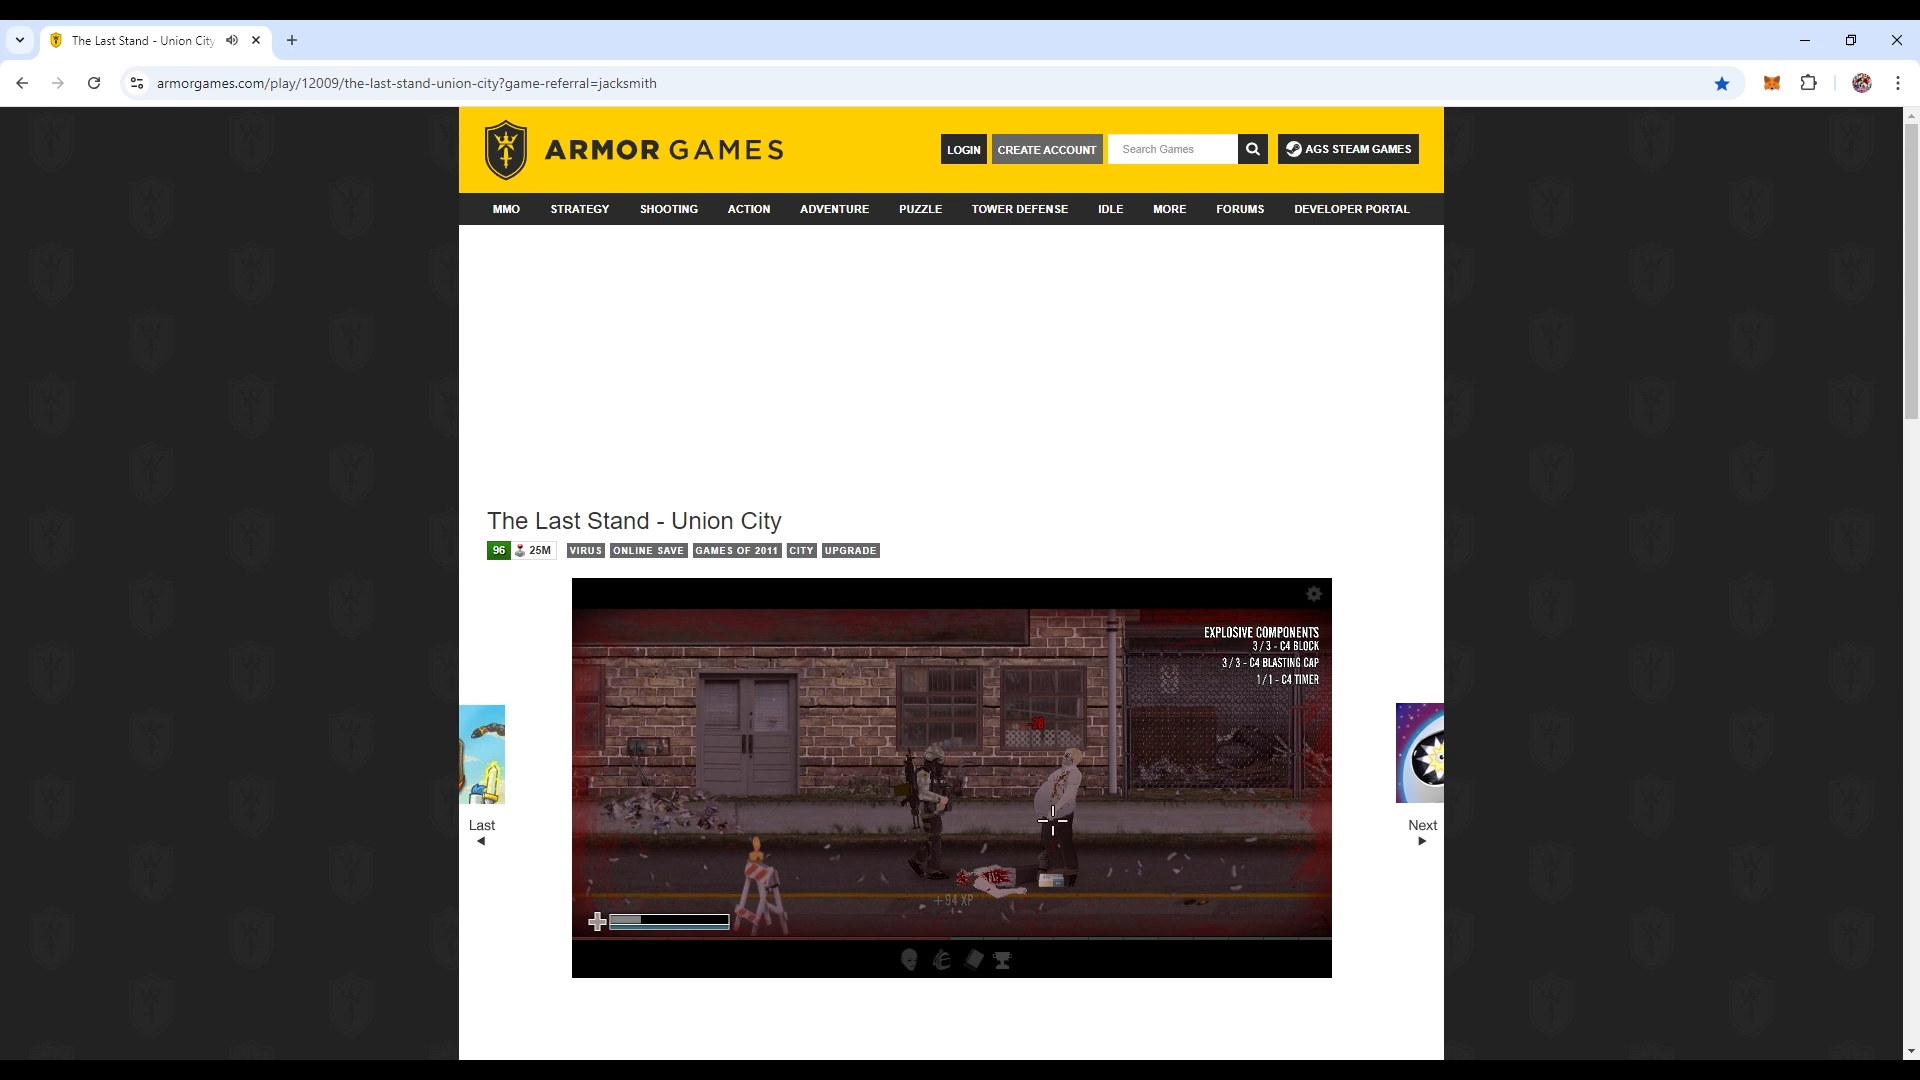 The Last Stand - Union City
armorgames.com/play/12009/the-last-stand-union-city?game-referral=jacksmith
ARMOR GAMES
LOGIN
CREATE ACCOUNT
Search Games
AGS STEAM GAMES
MMO
STRATEGY
SHOOTING
ACTION
ADVENTURE
PUZZLE
TOWER DEFENSE
IDLE
MORE
FORUMS
DEVELOPER PORTAL
The Last Stand - Union City
96
25M
VIRUS
ONLINE SAVE
GAMES OF 2011
CITY
UPGRADE
EXPLOSIVE COMPONENTS
3 / 3 - C4 BLOCK
3 / 3 - C4 BLASTING CAP
1 / 1 - C4 TIMER
-78
+94 XP
Last
Next